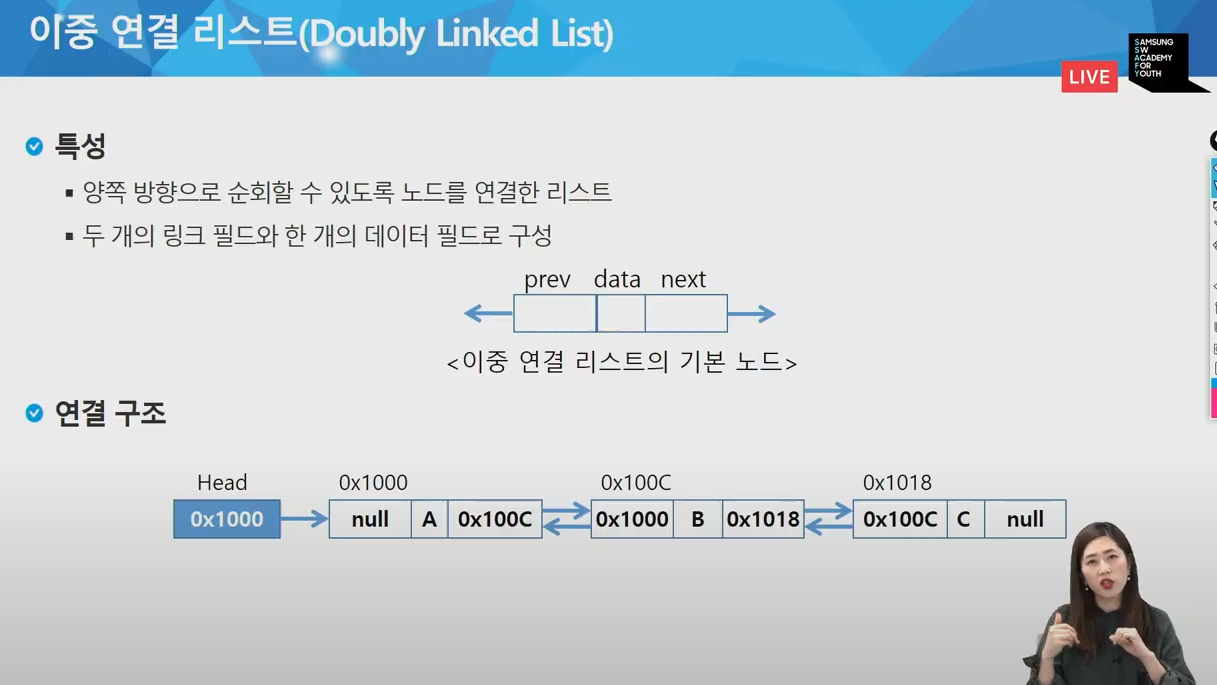 이중 연결 리스트(Doubly Linked List)
SAMSUNG
SW
ACADEMY
FOR
YOUTH
LIVE
특성
▪ 양쪽 방향으로 순회할 수 있도록 노드를 연결한 리스트
▪ 두 개의 링크 필드와 한 개의 데이터 필드로 구성
prev data next
<이중 연결 리스트의 기본 노드>
연결 구조
Head 0x1000 0x100C 0x1018
0x1000 null A 0x100C 0x1000 B 0x1018 0x100C C null